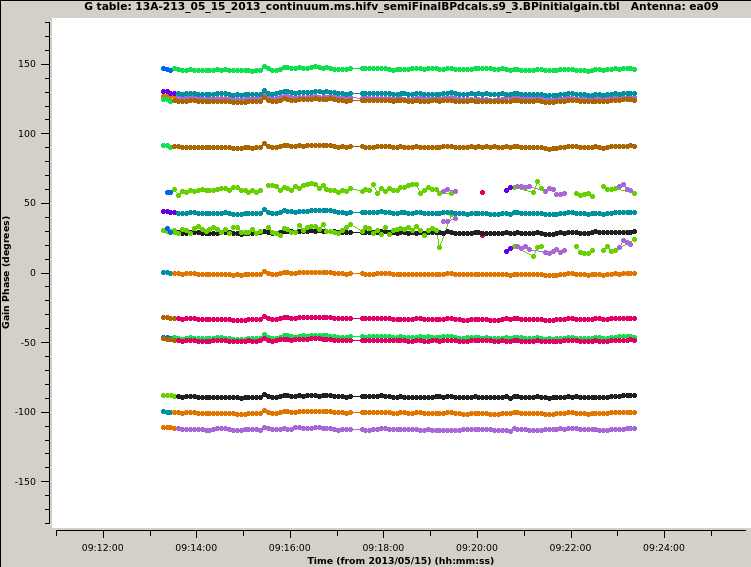 G table: 13A-213_05_15_2013_continuum.ms.hifv_semiFinalBPdcals.s9_3.BPinitialgain.tbl   Antenna: ea09
Gain Phase (degrees)
150
100
50
0
-50
-100
-150
09:12:00 09:14:00 09:16:00 09:18:00 09:20:00 09:22:00 09:24:00
Time (from 2013/05/15) (hh:mm:ss)